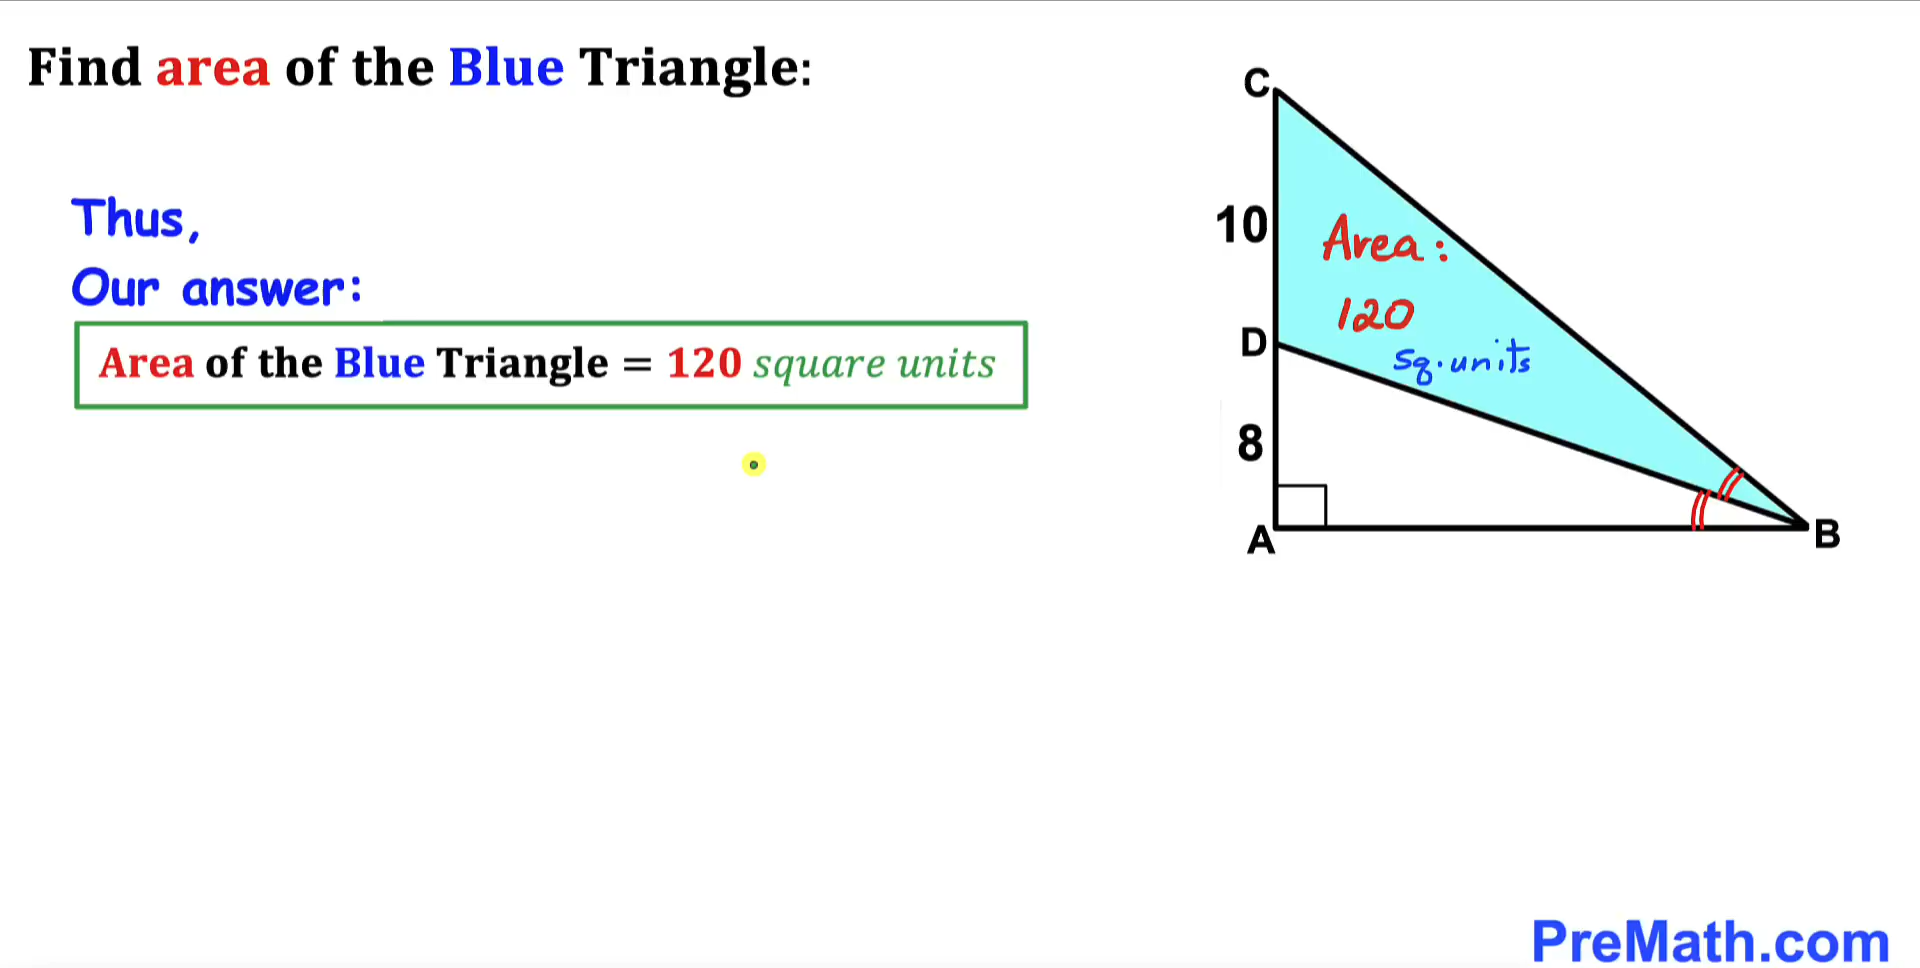 Find area of the Blue Triangle:
Thus,
Our answer:
Area of the Blue Triangle = 120 square units
C
10
Area:
120
sq. units
D
8
A
B
PreMath.com